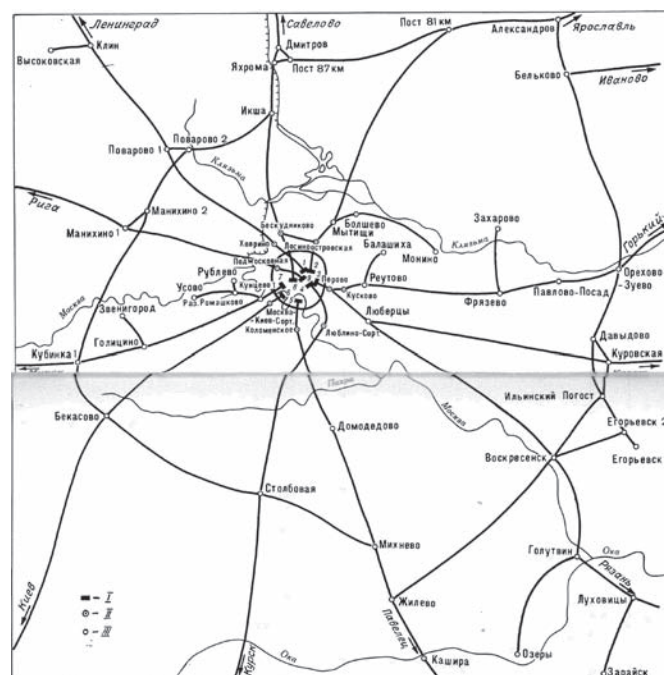 Ленинград
Савелово
Пост 81 км
Александров
Ярославль
Клин
Высоковская
Дмитров
Яхрома
Пост 87 км
Бельково
Иваново
Икша
Поварово 2
Поварово 1
Клязьма
Рига
Манихино 2
Манихино 1
Бескудниково
Болшево
Мытищи
Захарово
Ховрино
Лосиноостровская
Балашиха
Монино
Клязьма
Горький
Подмосковная
Рублево
Усово
Кунцево 1
Перово
Реутово
Орехово-
Зуево
Москва
Звенигород
Раз. Ромашково
Кусково
Фрязево
Павлово-Посад
Москва-
Киев-Сорт.
Люберцы
Коломенское
Люблино-Сорт.
Давыдово
Голицино
Кубинка 1
Куровская
Пахра
Ильинский Погост
Москва
Бекасово
Домодедово
Егорьевск 2
Воскресенск
Егорьевск
Столбовая
Михнево
Голутвин
Ока
Рязань
Киев
I
II
III
Жилево
Луховицы
Павелец
Курск
Ока
Кашира
Озеры
Зарайск